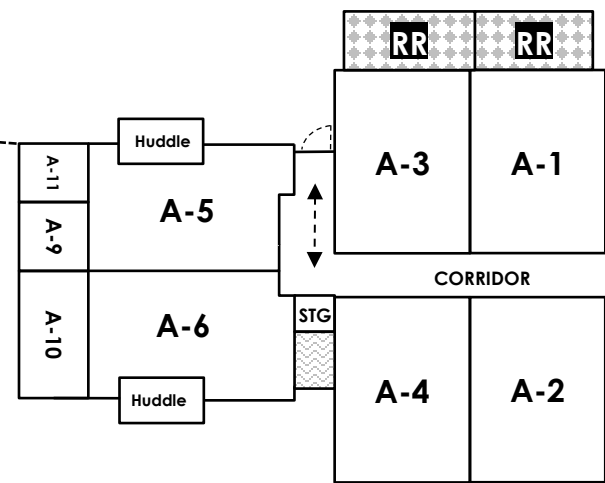 RR
RR
Huddle
A-3
A-1
A-11
A-5
A-9
CORRIDOR
STG
A-10
A-6
Huddle
A-4
A-2